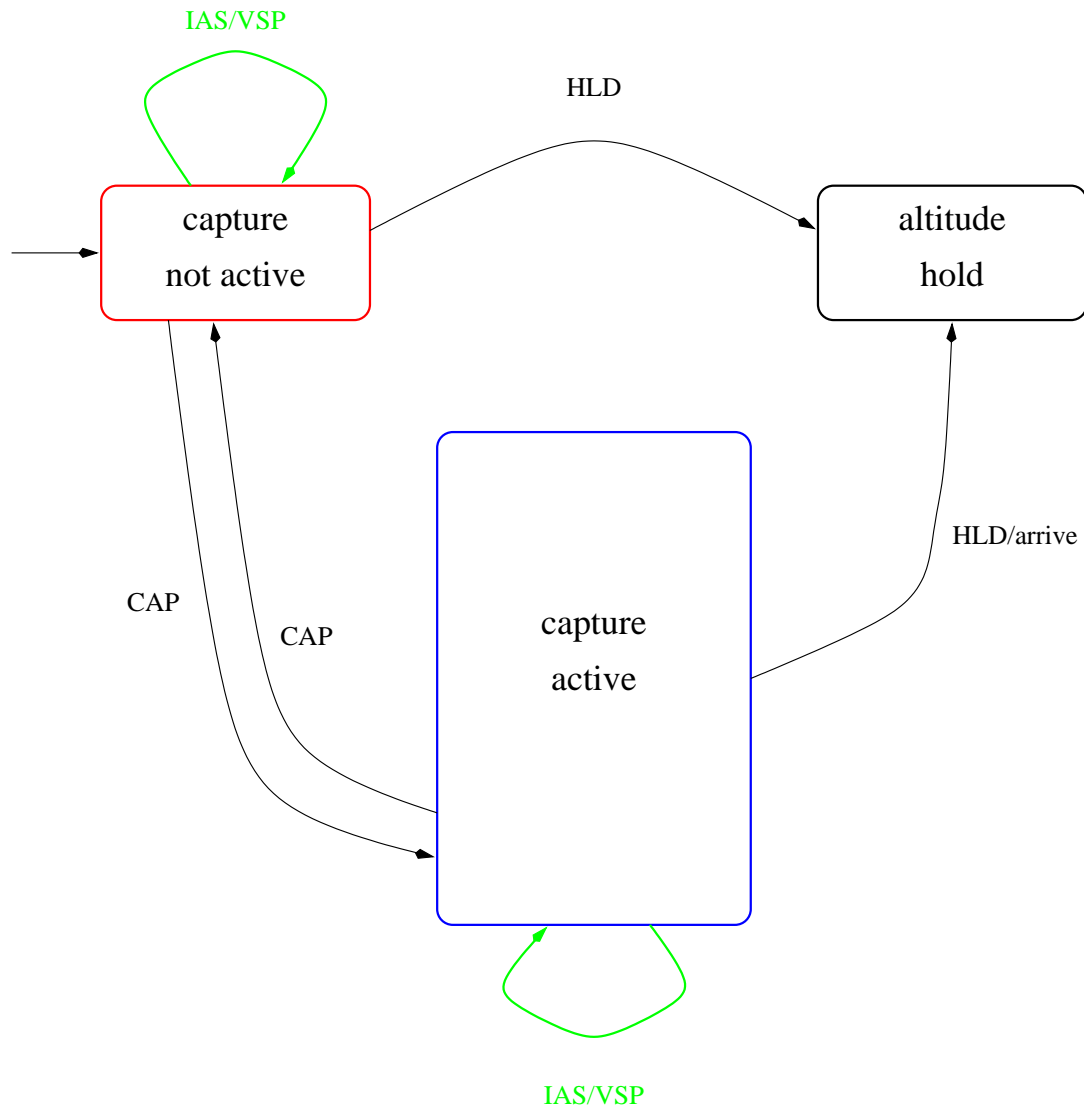 IAS/VSP
HLD
capture
not active
altitude
hold
HLD/arrive
CAP
CAP
capture
active
IAS/VSP